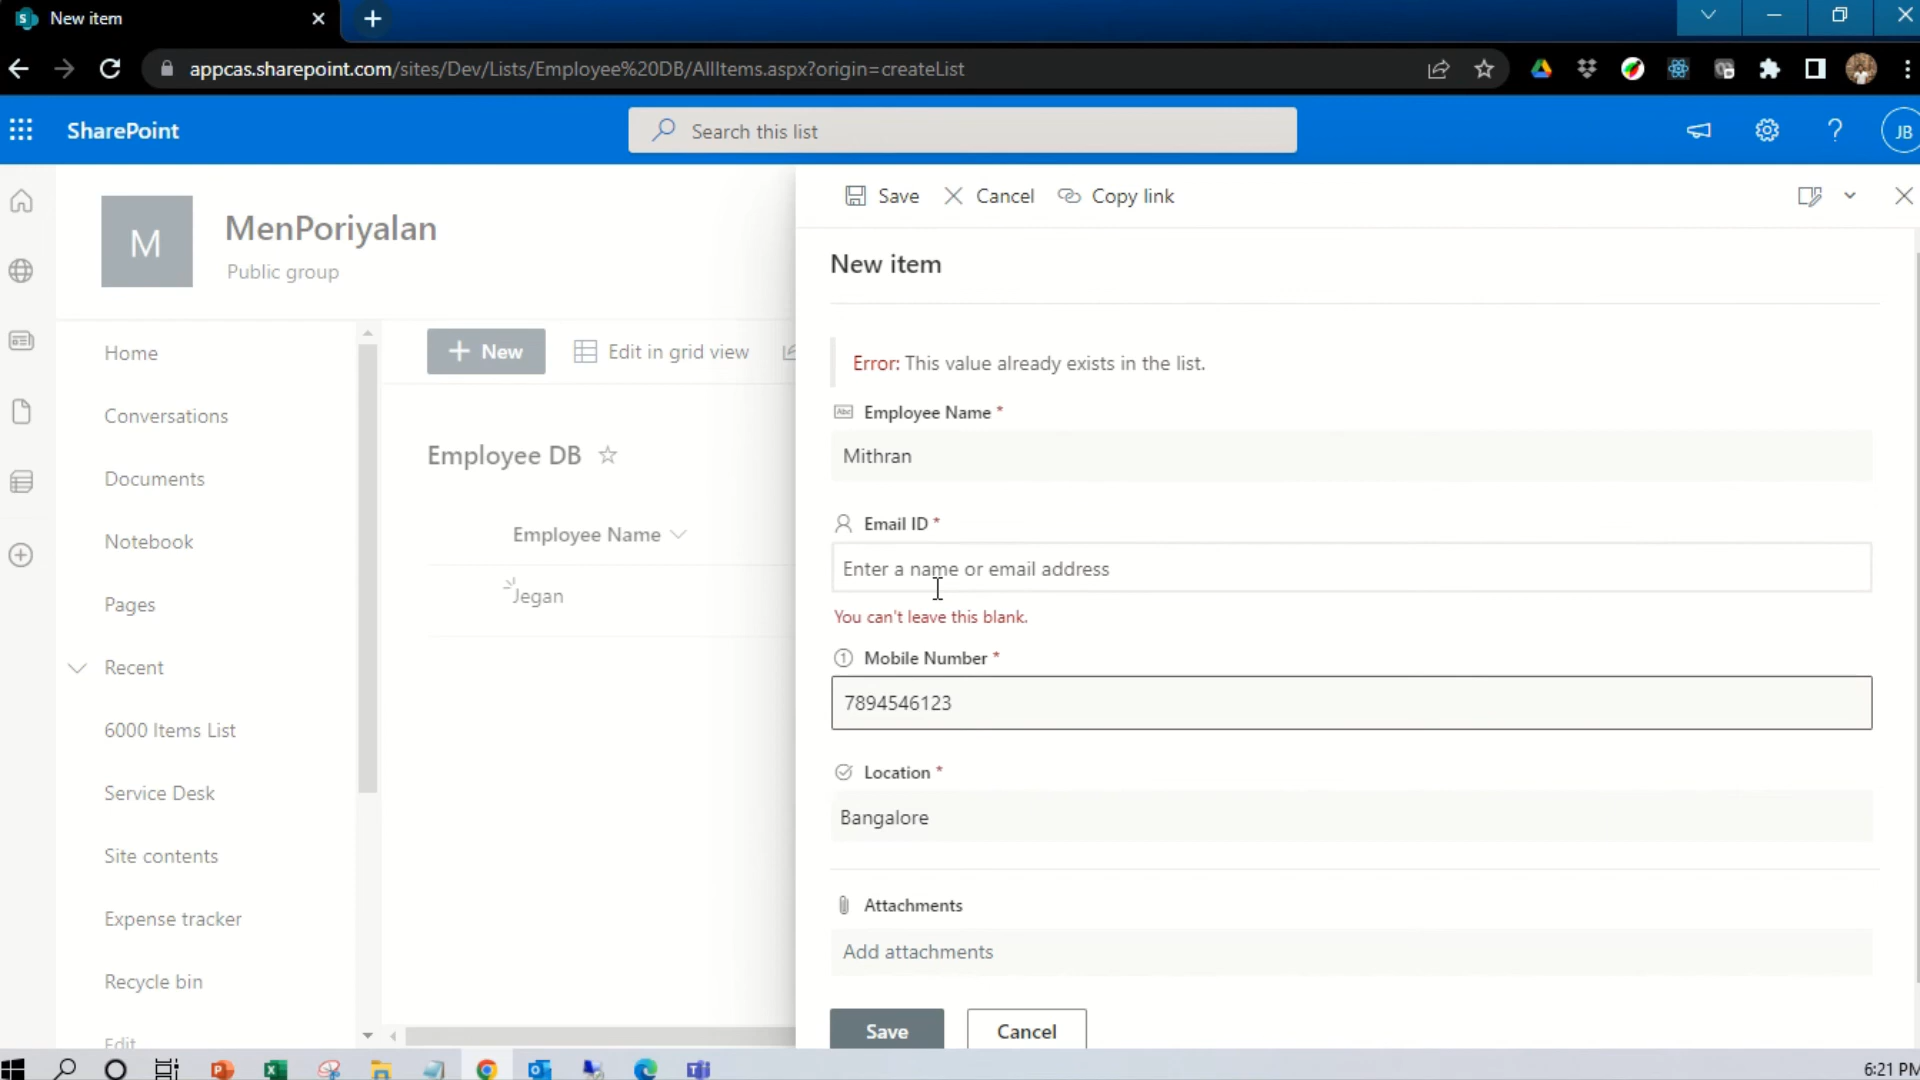 New item
appcas.sharepoint.com/sites/Dev/Lists/Employee%20DB/AllItems.aspx?origin=createList
SharePoint
Search this list
JB
M
MenPoriyalan
Public group
Save
Cancel
Copy link
New item
Home
Conversations
Documents
Notebook
Pages
Recent
6000 Items List
Service Desk
Site contents
Expense tracker
Recycle bin
Edit
New
Edit in grid view
Employee DB
Employee Name
Jegan
Error: This value already exists in the list.
Abc
Employee Name *
Mithran
Email ID *
Enter a name or email address
You can't leave this blank.
1
Mobile Number *
7894546123
Location *
Bangalore
Attachments
Add attachments
Save
Cancel
6:21 PM